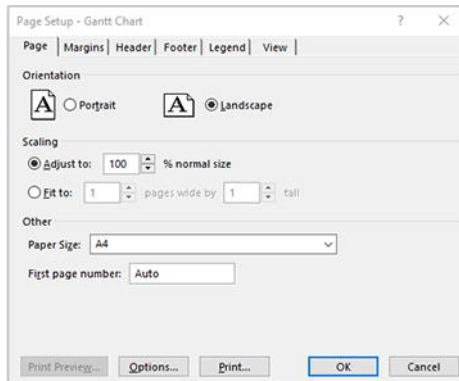 Page Setup - Gantt Chart ? ×
Page Margins Header Footer Legend View
Orientation
A Portrait A Landscape
Scaling
Adjust to: 100 % normal size
Fit to: 1 pages wide by 1 tall
Other
Paper Size: A4
First page number: Auto
Print Preview... Options... Print... OK Cancel